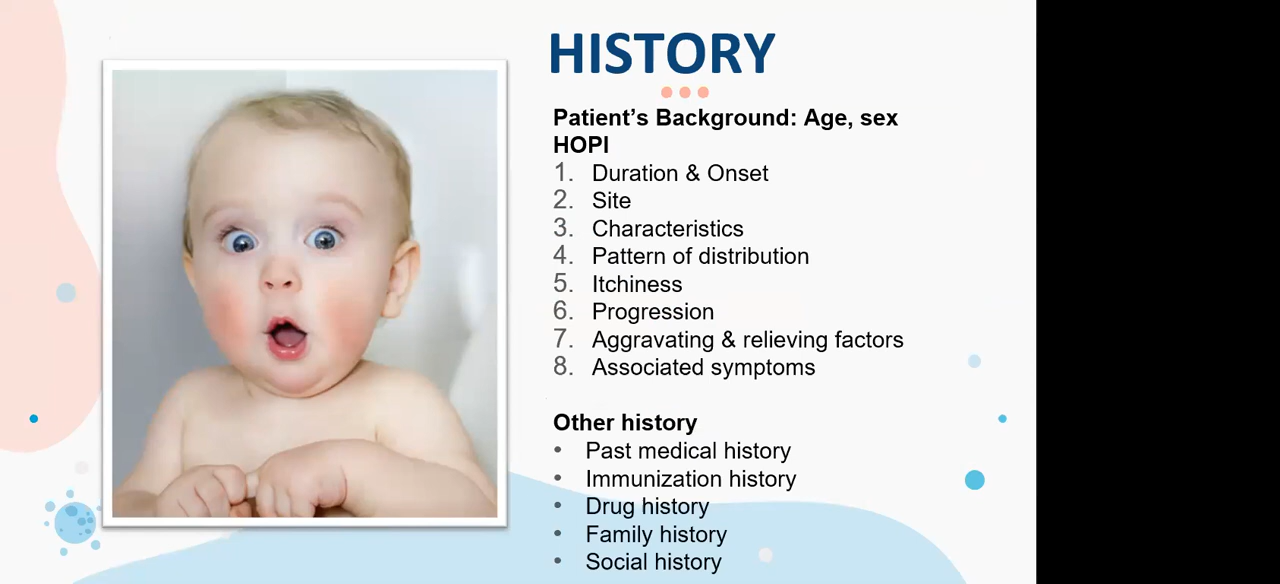 HISTORY
Patient’s Background: Age, sex
HOPI
1. Duration & Onset
2. Site
3. Characteristics
4. Pattern of distribution
5. Itchiness
6. Progression
7. Aggravating & relieving factors
8. Associated symptoms
Other history
• Past medical history
• Immunization history
• Drug history
• Family history
• Social history